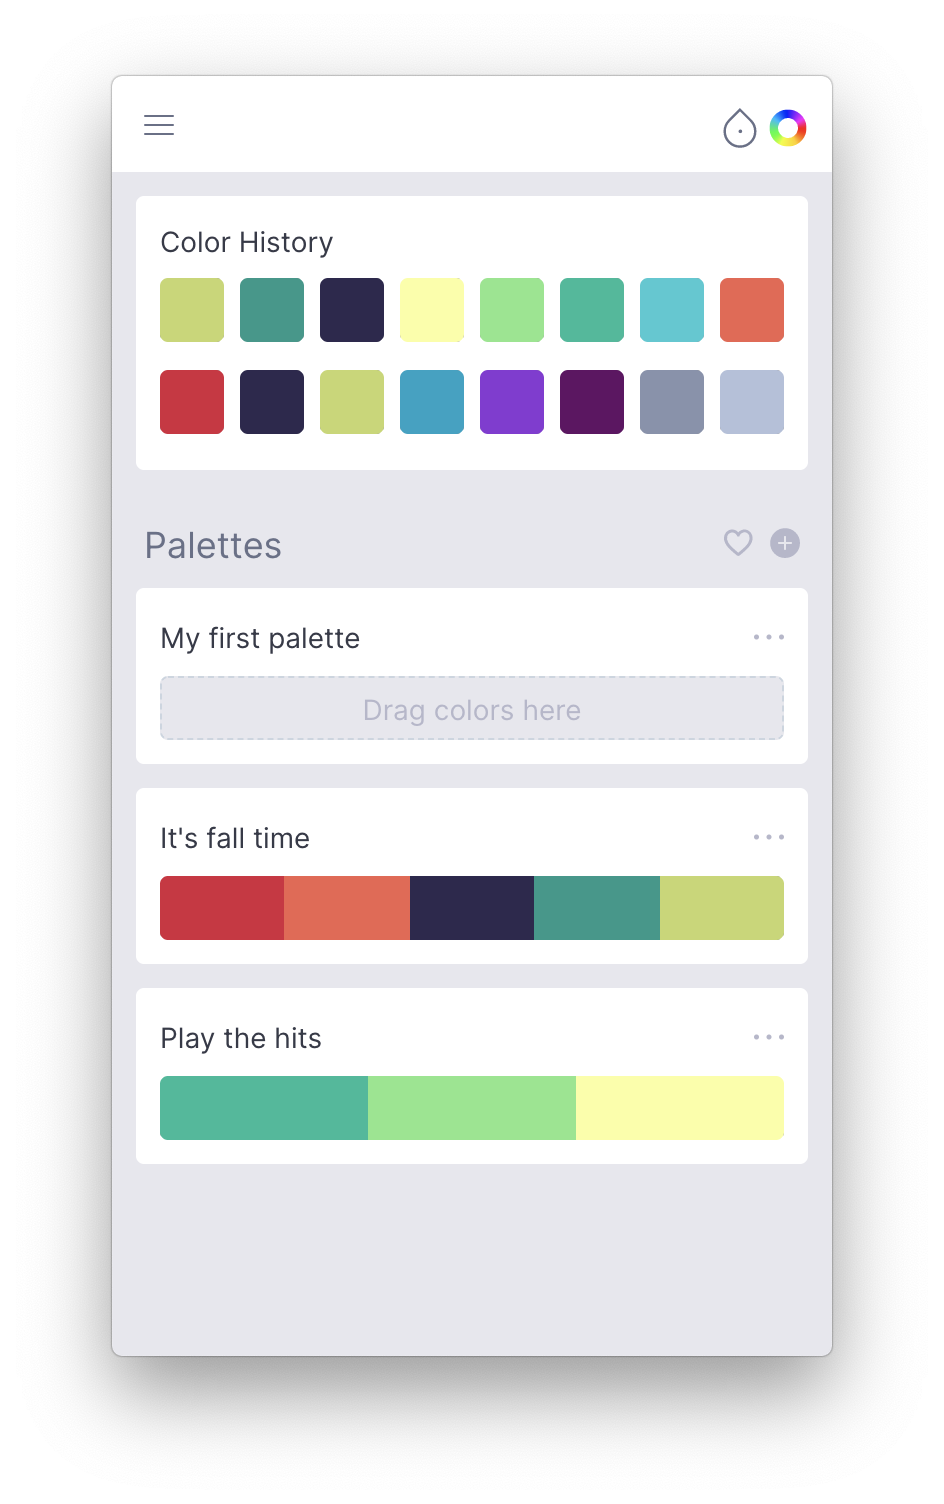 Color History
Palettes
My first palette
Drag colors here
It's fall time
Play the hits